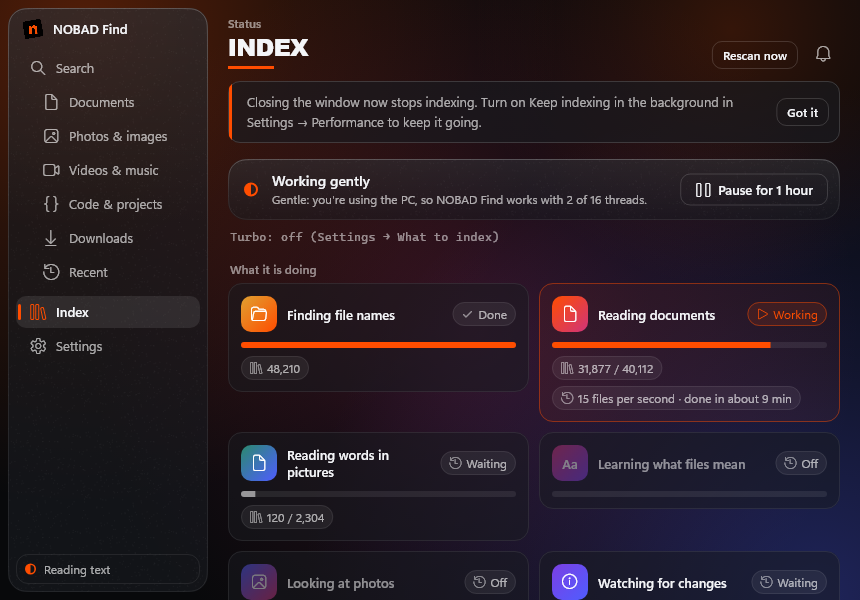 NOBAD Find
Search
Documents
Photos & images
Videos & music
Code & projects
Downloads
Recent
Index
Settings
Reading text
Status
INDEX
Rescan now
Closing the window now stops indexing. Turn on Keep indexing in the background in
Settings → Performance to keep it going.
Got it
Working gently
Gentle: you're using the PC, so NOBAD Find works with 2 of 16 threads.
Pause for 1 hour
Turbo: off (Settings → What to index)
What it is doing
Finding file names
Done
48,210
Reading documents
Working
31,877 / 40,112
15 files per second · done in about 9 min
Reading words in
pictures
Waiting
120 / 2,304
Aa
Learning what files mean
Off
Looking at photos
Off
Watching for changes
Waiting